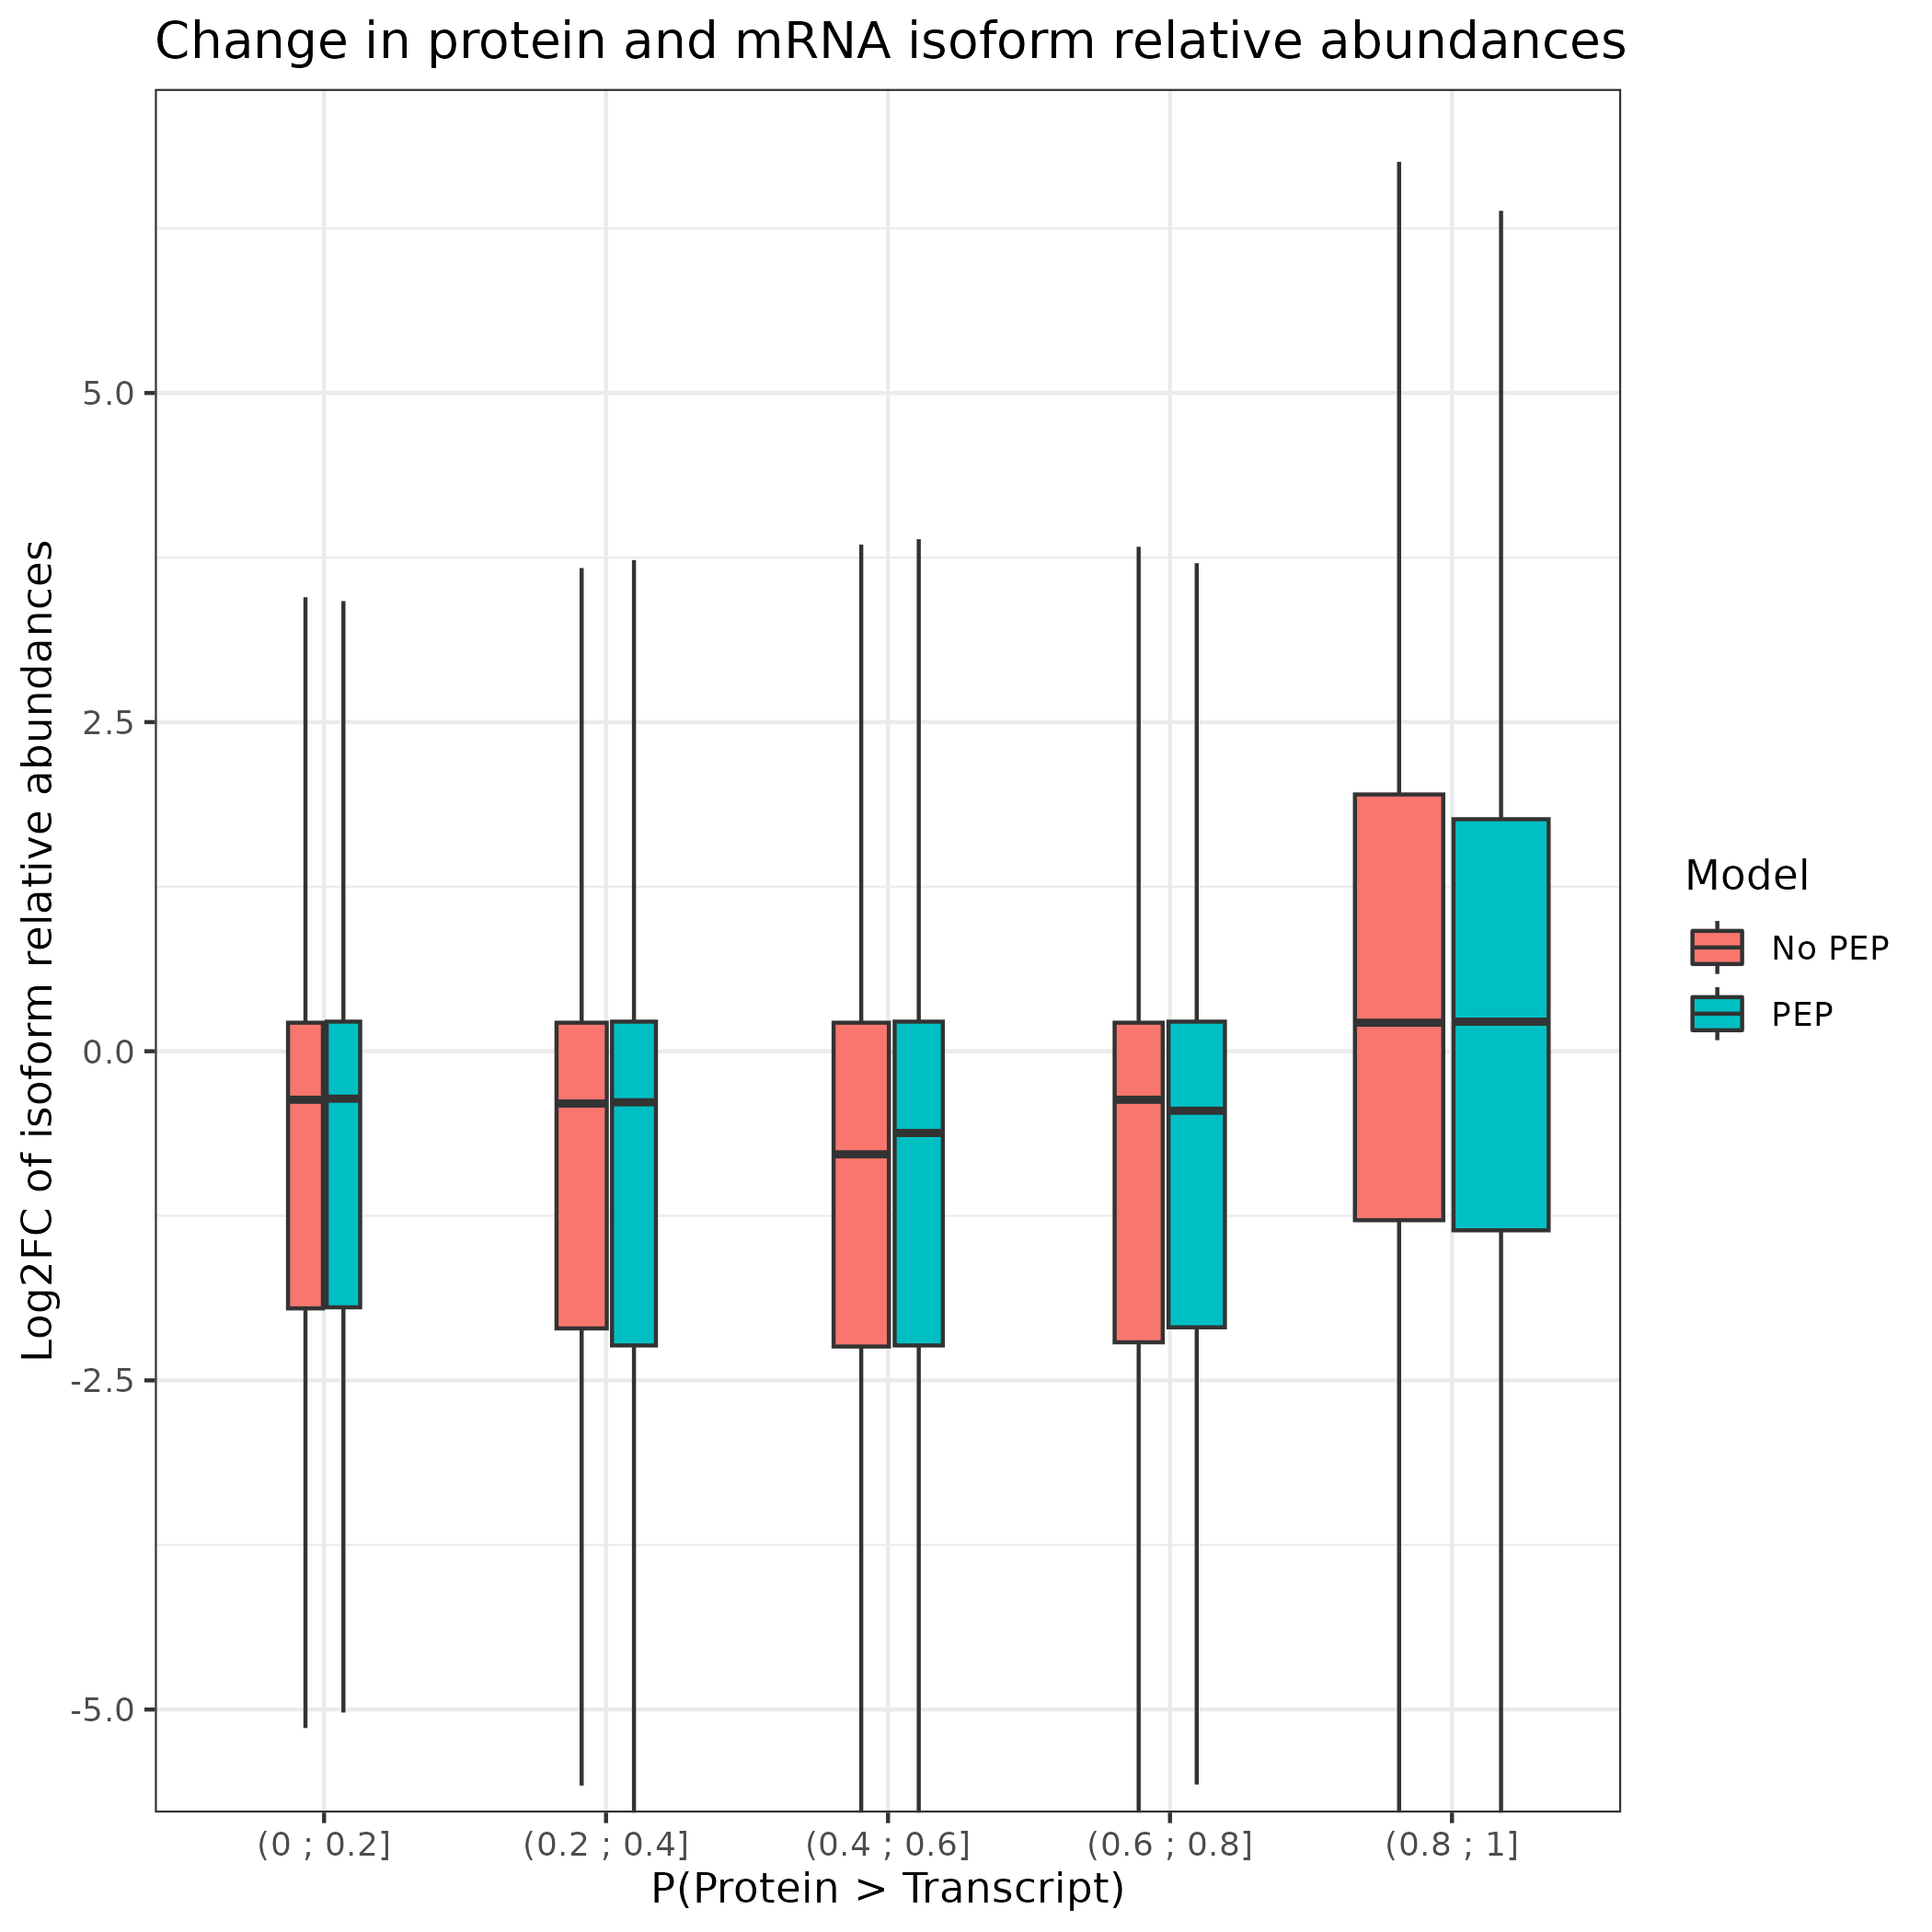 Change in protein and mRNA isoform relative abundances
Log2FC of isoform relative abundances
5.0
2.5
0.0
-2.5
-5.0
(0 ; 0.2]
(0.2 ; 0.4]
(0.4 ; 0.6]
(0.6 ; 0.8]
(0.8 ; 1]
P(Protein > Transcript)
Model
No PEP
PEP